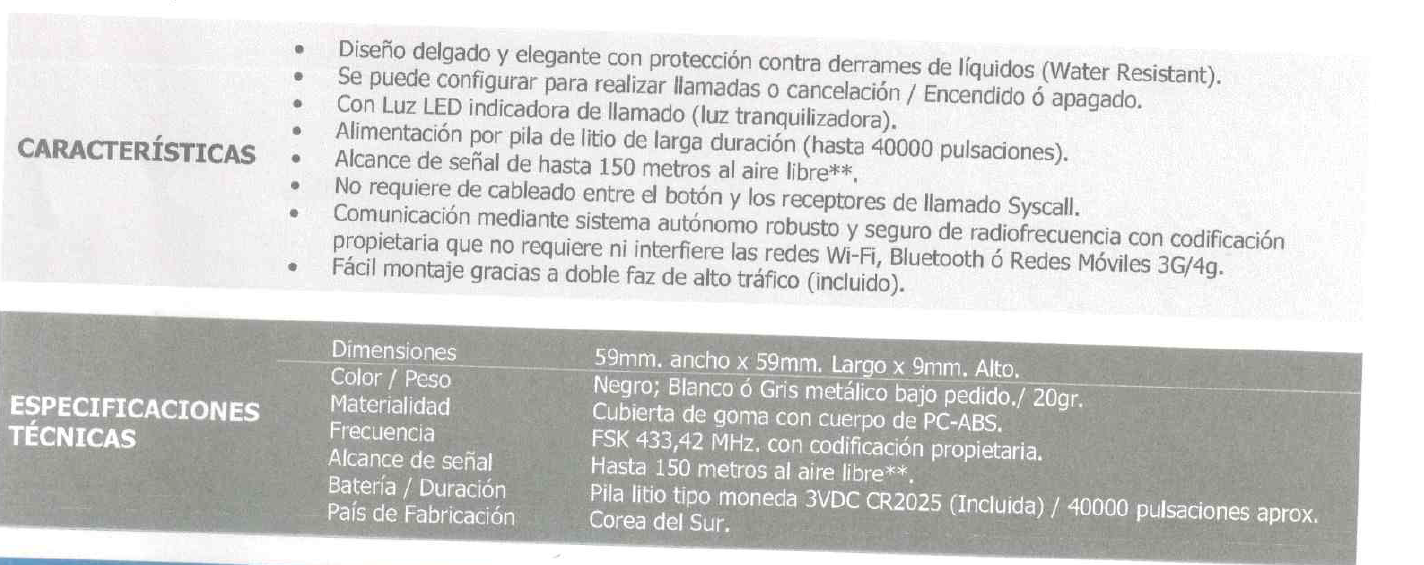 CARACTERÍSTICAS
• Diseño delgado y elegante con protección contra derrames de líquidos (Water Resistant).
• Se puede configurar para realizar llamadas o cancelación / Encendido ó apagado.
• Con Luz LED indicadora de llamado (luz tranquilizadora).
• Alimentación por pila de litio de larga duración (hasta 40000 pulsaciones).
• Alcance de señal de hasta 150 metros al aire libre**.
• No requiere de cableado entre el botón y los receptores de llamado Syscall.
• Comunicación mediante sistema autónomo robusto y seguro de radiofrecuencia con codificación
propietaria que no requiere ni interfiere las redes Wi-Fi, Bluetooth ó Redes Móviles 3G/4g.
• Fácil montaje gracias a doble faz de alto tráfico (incluido).
ESPECIFICACIONES
TÉCNICAS
Dimensiones 59mm. ancho x 59mm. Largo x 9mm. Alto.
Color / Peso Negro; Blanco ó Gris metálico bajo pedido./ 20gr.
Materialidad Cubierta de goma con cuerpo de PC-ABS.
Frecuencia FSK 433,42 MHz. con codificación propietaria.
Alcance de señal Hasta 150 metros al aire libre**.
Batería / Duración Pila litio tipo moneda 3VDC CR2025 (Incluida) / 40000 pulsaciones aprox.
País de Fabricación Corea del Sur.